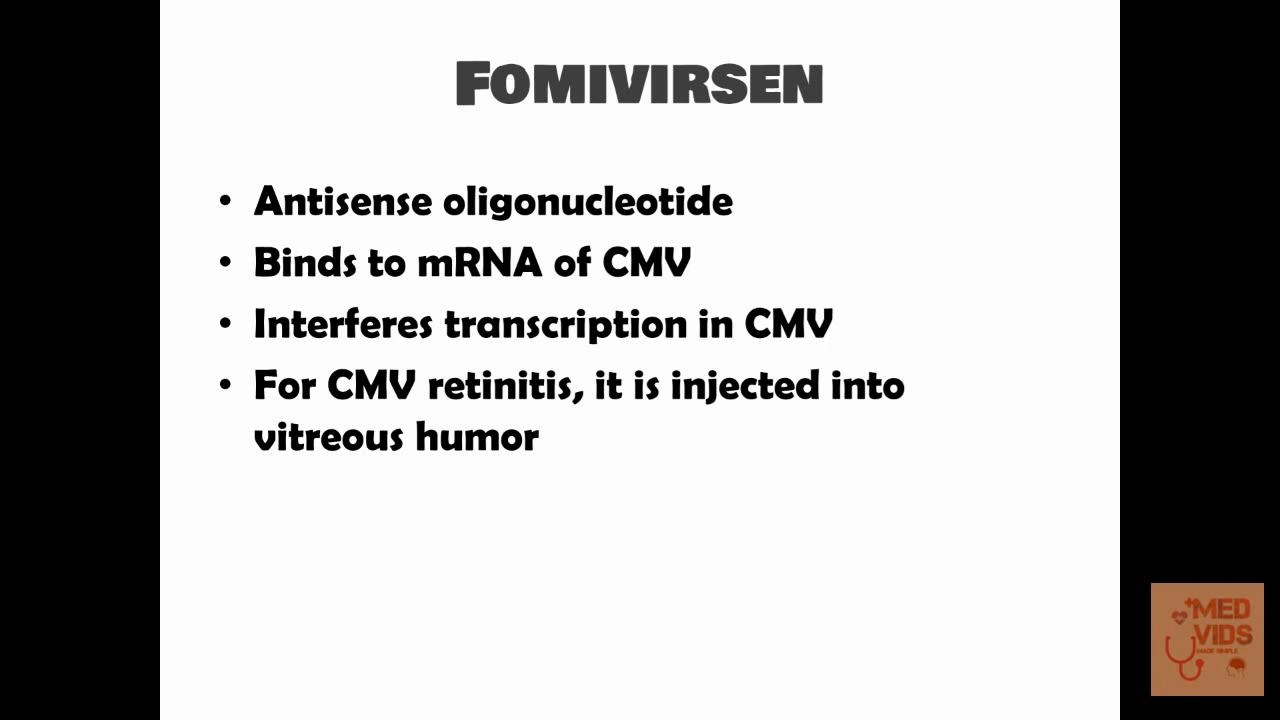 Fomivirsen
• Antisense oligonucleotide
• Binds to mRNA of CMV
• Interferes transcription in CMV
• For CMV retinitis, it is injected into
vitreous humor
MED
VIDS
MADE SIMPLE